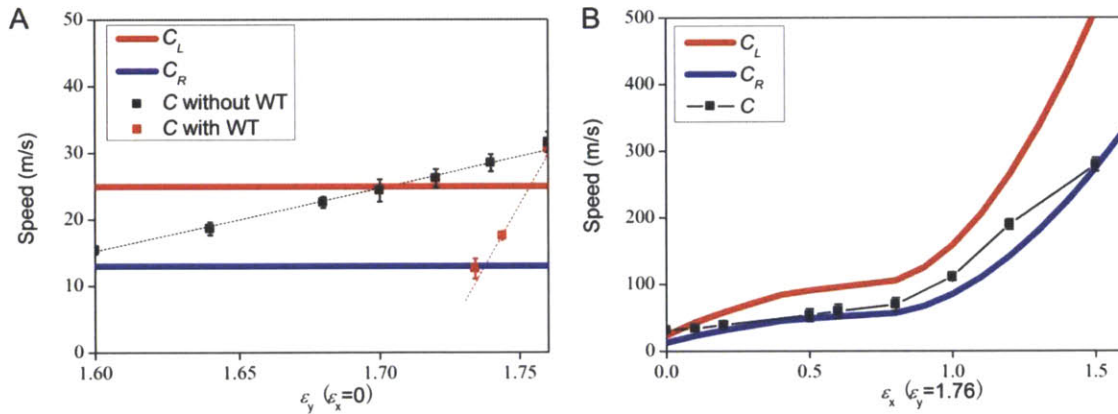 A
50
40
30
20
10
0
Speed (m/s)
C_L
C_R
C without WT
C with WT
1.60
1.65
1.70
1.75
ε_y (ε_x=0)
B
500
400
300
200
100
0
Speed (m/s)
C_L
C_R
C
0.0
0.5
1.0
1.5
ε_x (ε_y=1.76)